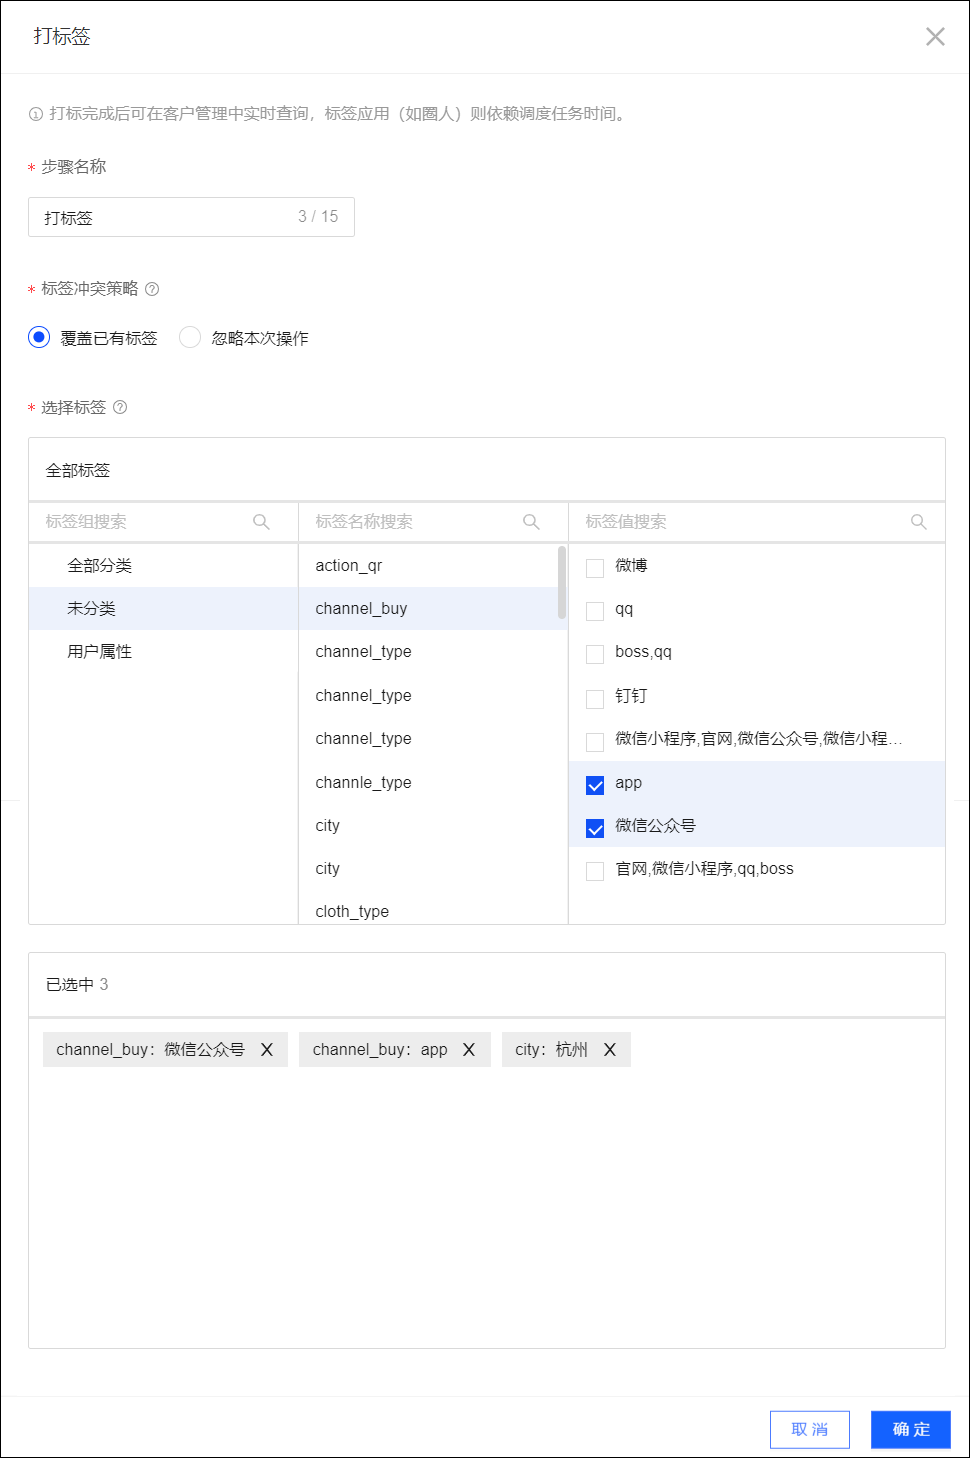 打标签
打标完成后可在客户管理中实时查询，标签应用（如圈人）则依赖调度任务时间。
* 步骤名称
打标签 3 / 15
* 标签冲突策略
覆盖已有标签 忽略本次操作
* 选择标签
全部标签
标签组搜索 标签名称搜索 标签值搜索
全部分类 action_qr 微博
未分类 channel_buy qq
用户属性 channel_type boss,qq
channel_type 钉钉
channel_type 微信小程序,官网,微信公众号,微信小程...
channle_type app
city 微信公众号
city 官网,微信小程序,qq,boss
cloth_type
已选中 3
channel_buy：微信公众号 X channel_buy：app X city：杭州 X
取 消 确 定